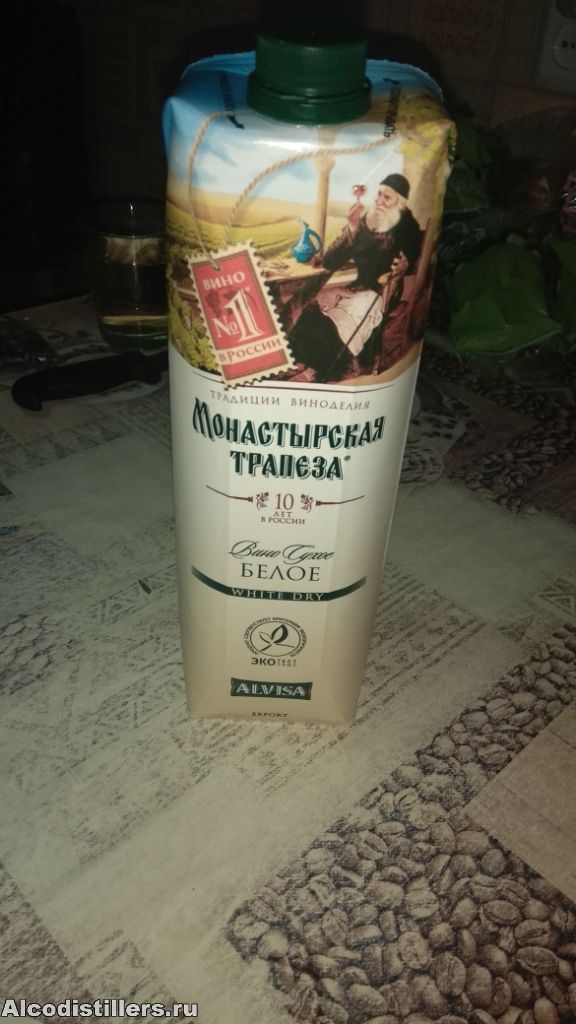 ВИНО
№1
В РОССИИ
ТРАДИЦИИ ВИНОДЕЛИЯ
МОНАСТЫРСКАЯ
ТРАПЕЗА®
10
ЛЕТ
В РОССИИ
Вино Сухое
БЕЛОЕ
WHITE DRY
ЭКОТЕСТ
ALVISA
EXPORT
Alcodistillers.ru